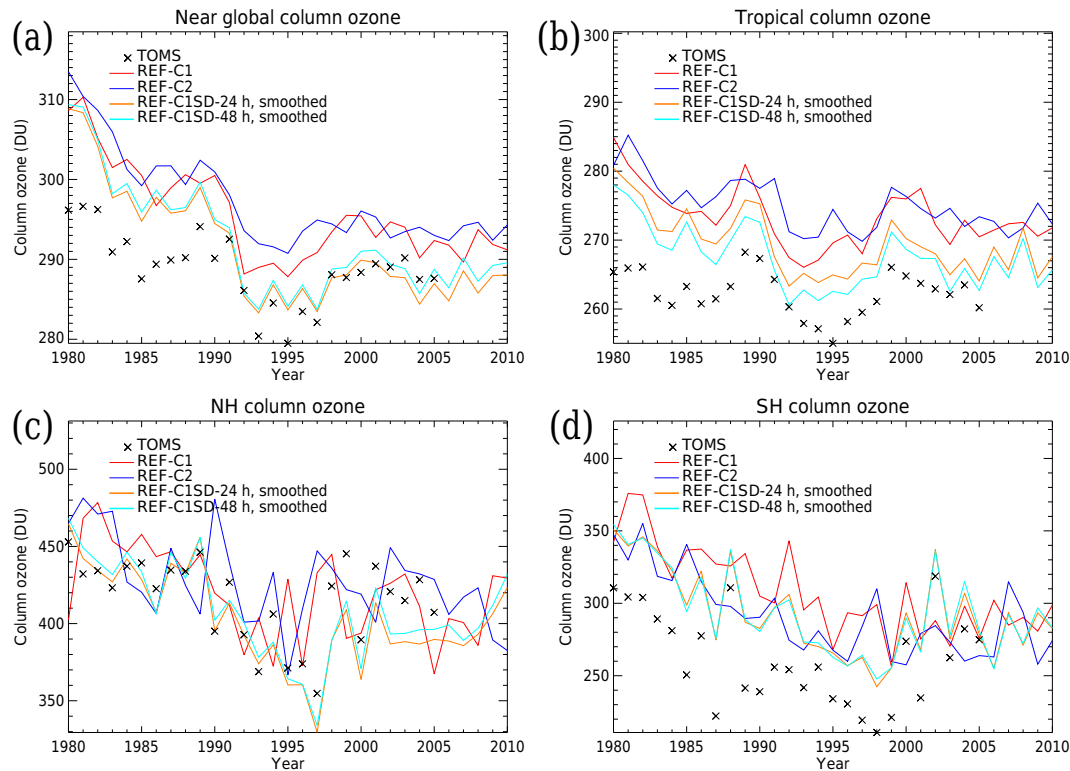 Near global column ozone
(a)
TOMS
REF-C1
REF-C2
REF-C1SD-24 h, smoothed
REF-C1SD-48 h, smoothed
Column ozone (DU)
310
300
290
280
1980 1985 1990 1995 2000 2005 2010
Year
Tropical column ozone
(b)
TOMS
REF-C1
REF-C2
REF-C1SD-24 h, smoothed
REF-C1SD-48 h, smoothed
Column ozone (DU)
300
290
280
270
260
1980 1985 1990 1995 2000 2005 2010
Year
NH column ozone
(c)
TOMS
REF-C1
REF-C2
REF-C1SD-24 h, smoothed
REF-C1SD-48 h, smoothed
Column ozone (DU)
500
450
400
350
1980 1985 1990 1995 2000 2005 2010
Year
SH column ozone
(d)
TOMS
REF-C1
REF-C2
REF-C1SD-24 h, smoothed
REF-C1SD-48 h, smoothed
Column ozone (DU)
400
350
300
250
1980 1985 1990 1995 2000 2005 2010
Year